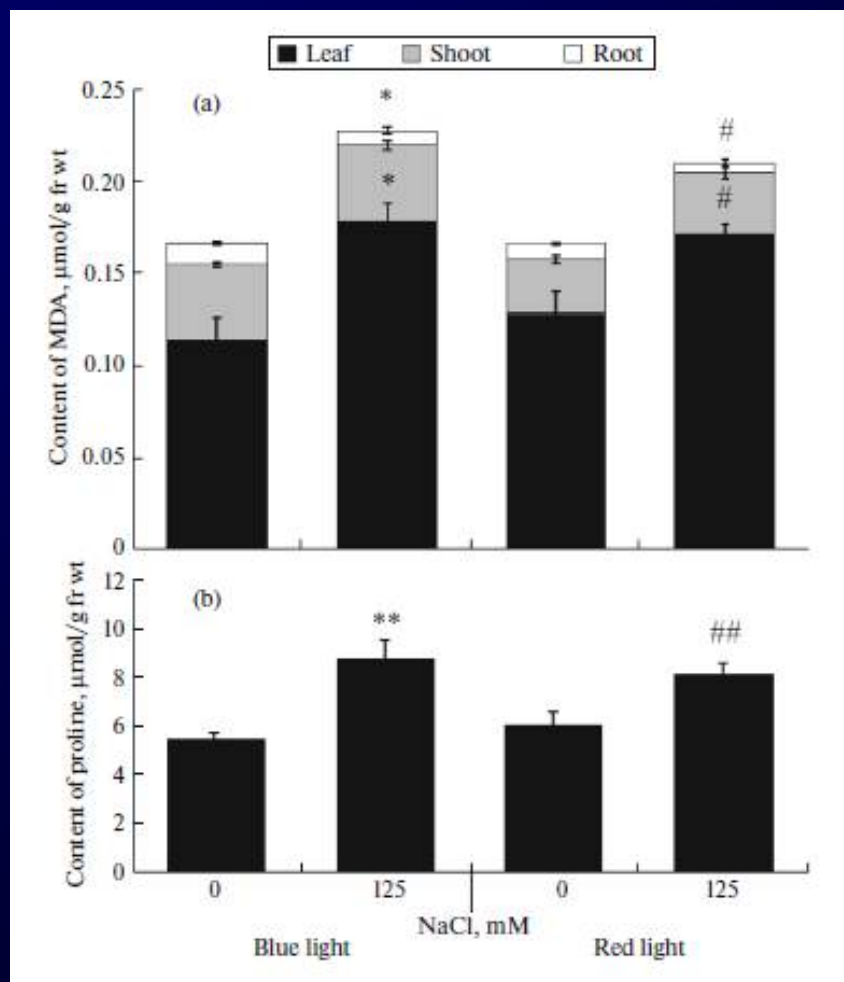 Leaf Shoot Root
(a)
Content of MDA, μmol/g fr wt
0.25
0.20
0.15
0.10
0.05
0
*
*
#
#
(b)
Content of proline, μmol/g fr wt
12
10
8
6
4
2
0
**
##
0 125 0 125
NaCl, mM
Blue light Red light